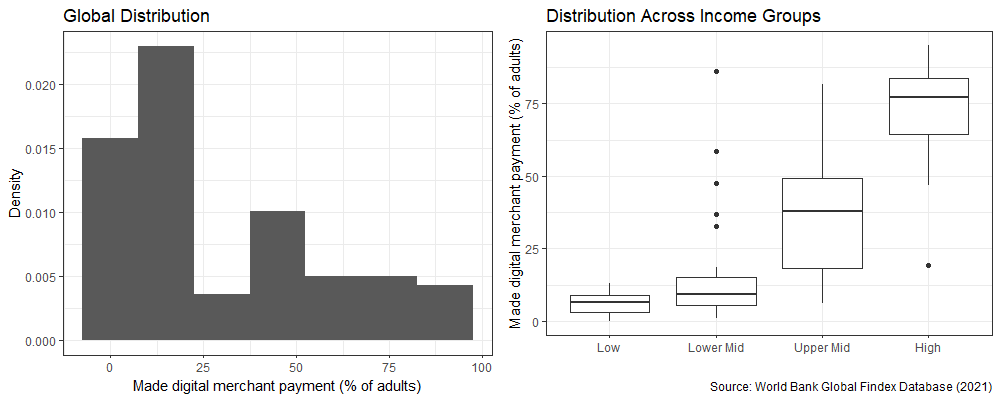 Global Distribution
0.020
0.015
0.010
0.005
0.000
Density
0
25
50
75
100
Made digital merchant payment (% of adults)
Distribution Across Income Groups
75
50
25
0
Made digital merchant payment (% of adults)
Low
Lower Mid
Upper Mid
High
Source: World Bank Global Findex Database (2021)